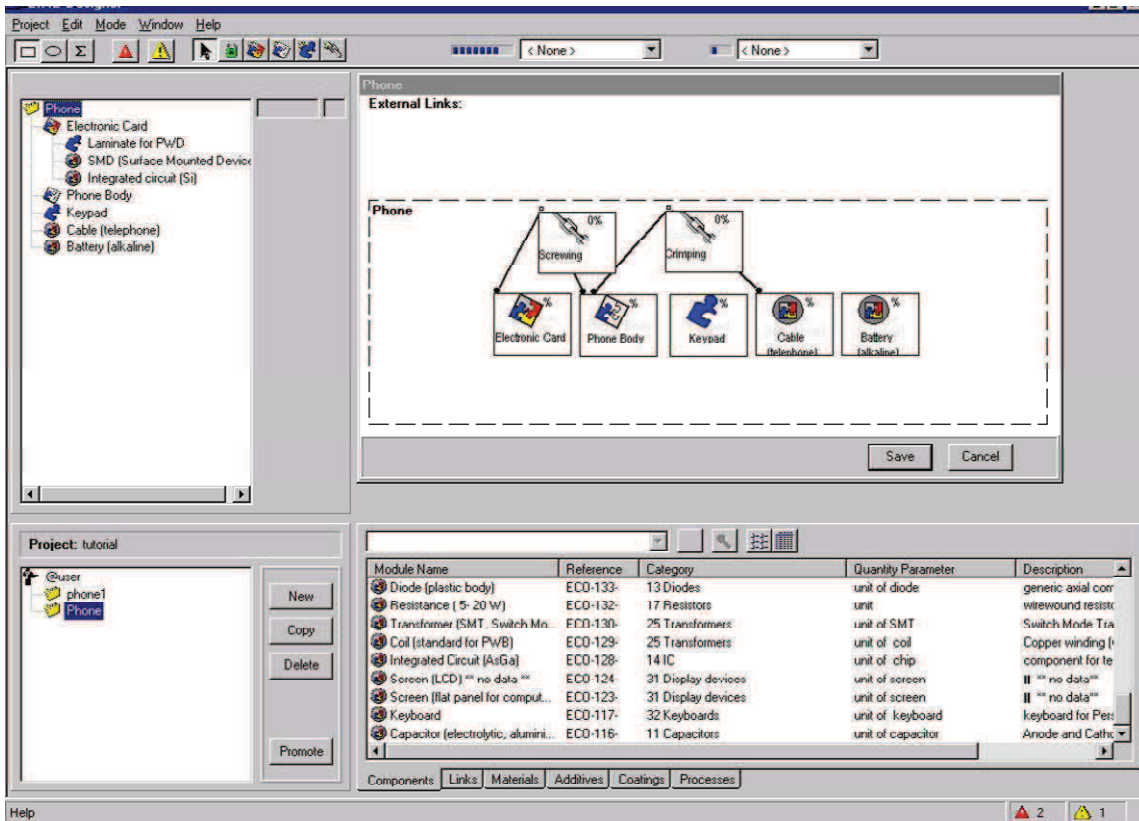 Project Edit Mode Window Help
Σ < None > < None >
Phone
Electronic Card
Laminate for PWD
SMD (Surface Mounted Device
Integrated circuit (Si)
Phone Body
Keypad
Cable (telephone)
Battery (alkaline)
Phone
External Links:
Phone
0% 0%
Screwing Crimping
% % % % %
Electronic Card Phone Body Keypad Cable (telephone) Battery (alkaline)
Save Cancel
Project: tutorial
@user
phone1
Phone
New
Copy
Delete
Promote
Module Name Reference Category Quantity Parameter Description
Diode (plastic body) ECO-133- 13 Diodes unit of diode generic axial com
Resistance ( 5- 20 W) ECO-132- 17 Resistors unit wirewound resisto
Transformer (SMT, Switch Mo... ECO-130- 25 Transformers unit of SMT Switch Mode Tra
Coil (standard for PWB) ECO-129- 25 Transformers unit of coil Copper winding (
Integrated Circuit (AsGa) ECO-128- 14 IC unit of chip component for te
Screen (LCD) ** no data ** ECO-124- 31 Display devices unit of screen || ** no data**
Screen (flat panel for comput... ECO-123- 31 Display devices unit of screen || ** no data**
Keyboard ECO-117- 32 Keyboards unit of keyboard keyboard for Pers
Capacitor (electrolytic, alumini... ECO-116- 11 Capacitors unit of capacitor Anode and Catho
Components Links Materials Additives Coatings Processes
Help 2 1